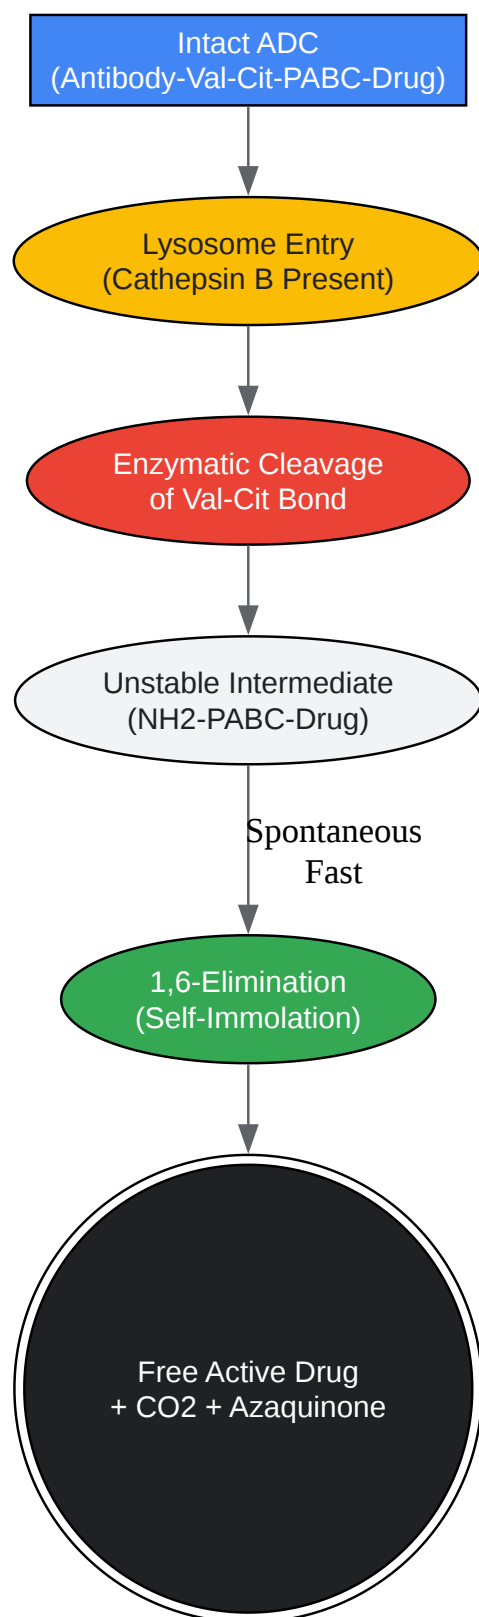 Intact ADC
(Antibody-Val-Cit-PABC-Drug)
Lysosome Entry
(Cathepsin B Present)
Enzymatic Cleavage
of Val-Cit Bond
Unstable Intermediate
(NH2-PABC-Drug)
Spontaneous
Fast
1,6-Elimination
(Self-Immolation)
Free Active Drug
+ CO2 + Azaquinone